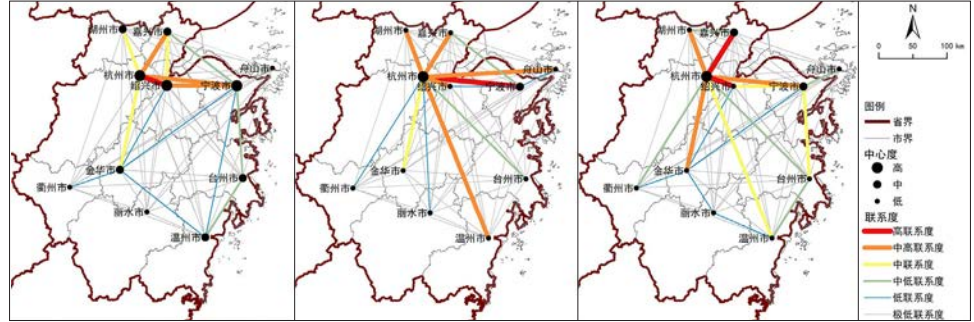 湖州市
嘉兴市
杭州市
绍兴市
宁波市
舟山市
金华市
衢州市
台州市
丽水市
温州市
湖州市
嘉兴市
杭州市
绍兴市
宁波市
舟山市
金华市
衢州市
台州市
丽水市
温州市
湖州市
嘉兴市
杭州市
绍兴市
宁波市
舟山市
金华市
衢州市
台州市
丽水市
温州市
N
0 50 100 km
图例
省界
市界
中心度
高
中
低
联系度
高联系度
中高联系度
中联系度
中低联系度
低联系度
极低联系度